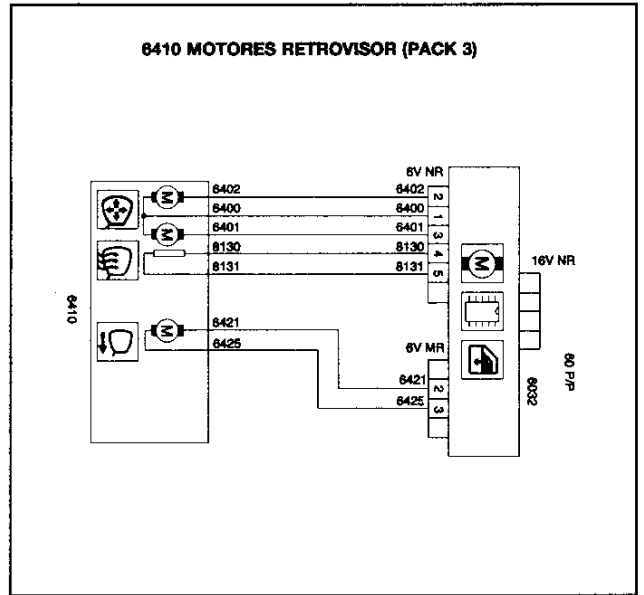 6410 MOTORES RETROVISOR (PACK 3)
6V NR
6402 6402 2
6400 6400 1
6401 6401 3
8130 8130 4
8131 8131 5
16V NR
M
M
M
M
6410
6421
6425
6V MR
6421 2
6425 3
6032
80 P/P